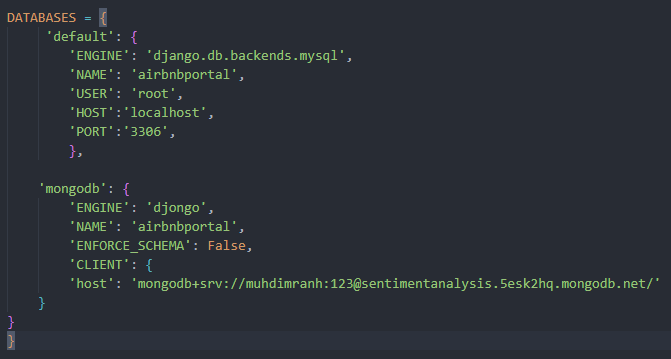 DATABASES = {
'default': {
'ENGINE': 'django.db.backends.mysql',
'NAME': 'airbnbportal',
'USER': 'root',
'HOST':'localhost',
'PORT':'3306',
},
'mongodb': {
'ENGINE': 'djongo',
'NAME': 'airbnbportal',
'ENFORCE_SCHEMA': False,
'CLIENT': {
'host': 'mongodb+srv://muhdimranh:123@sentimentanalysis.5esk2hq.mongodb.net/'
}
}
}